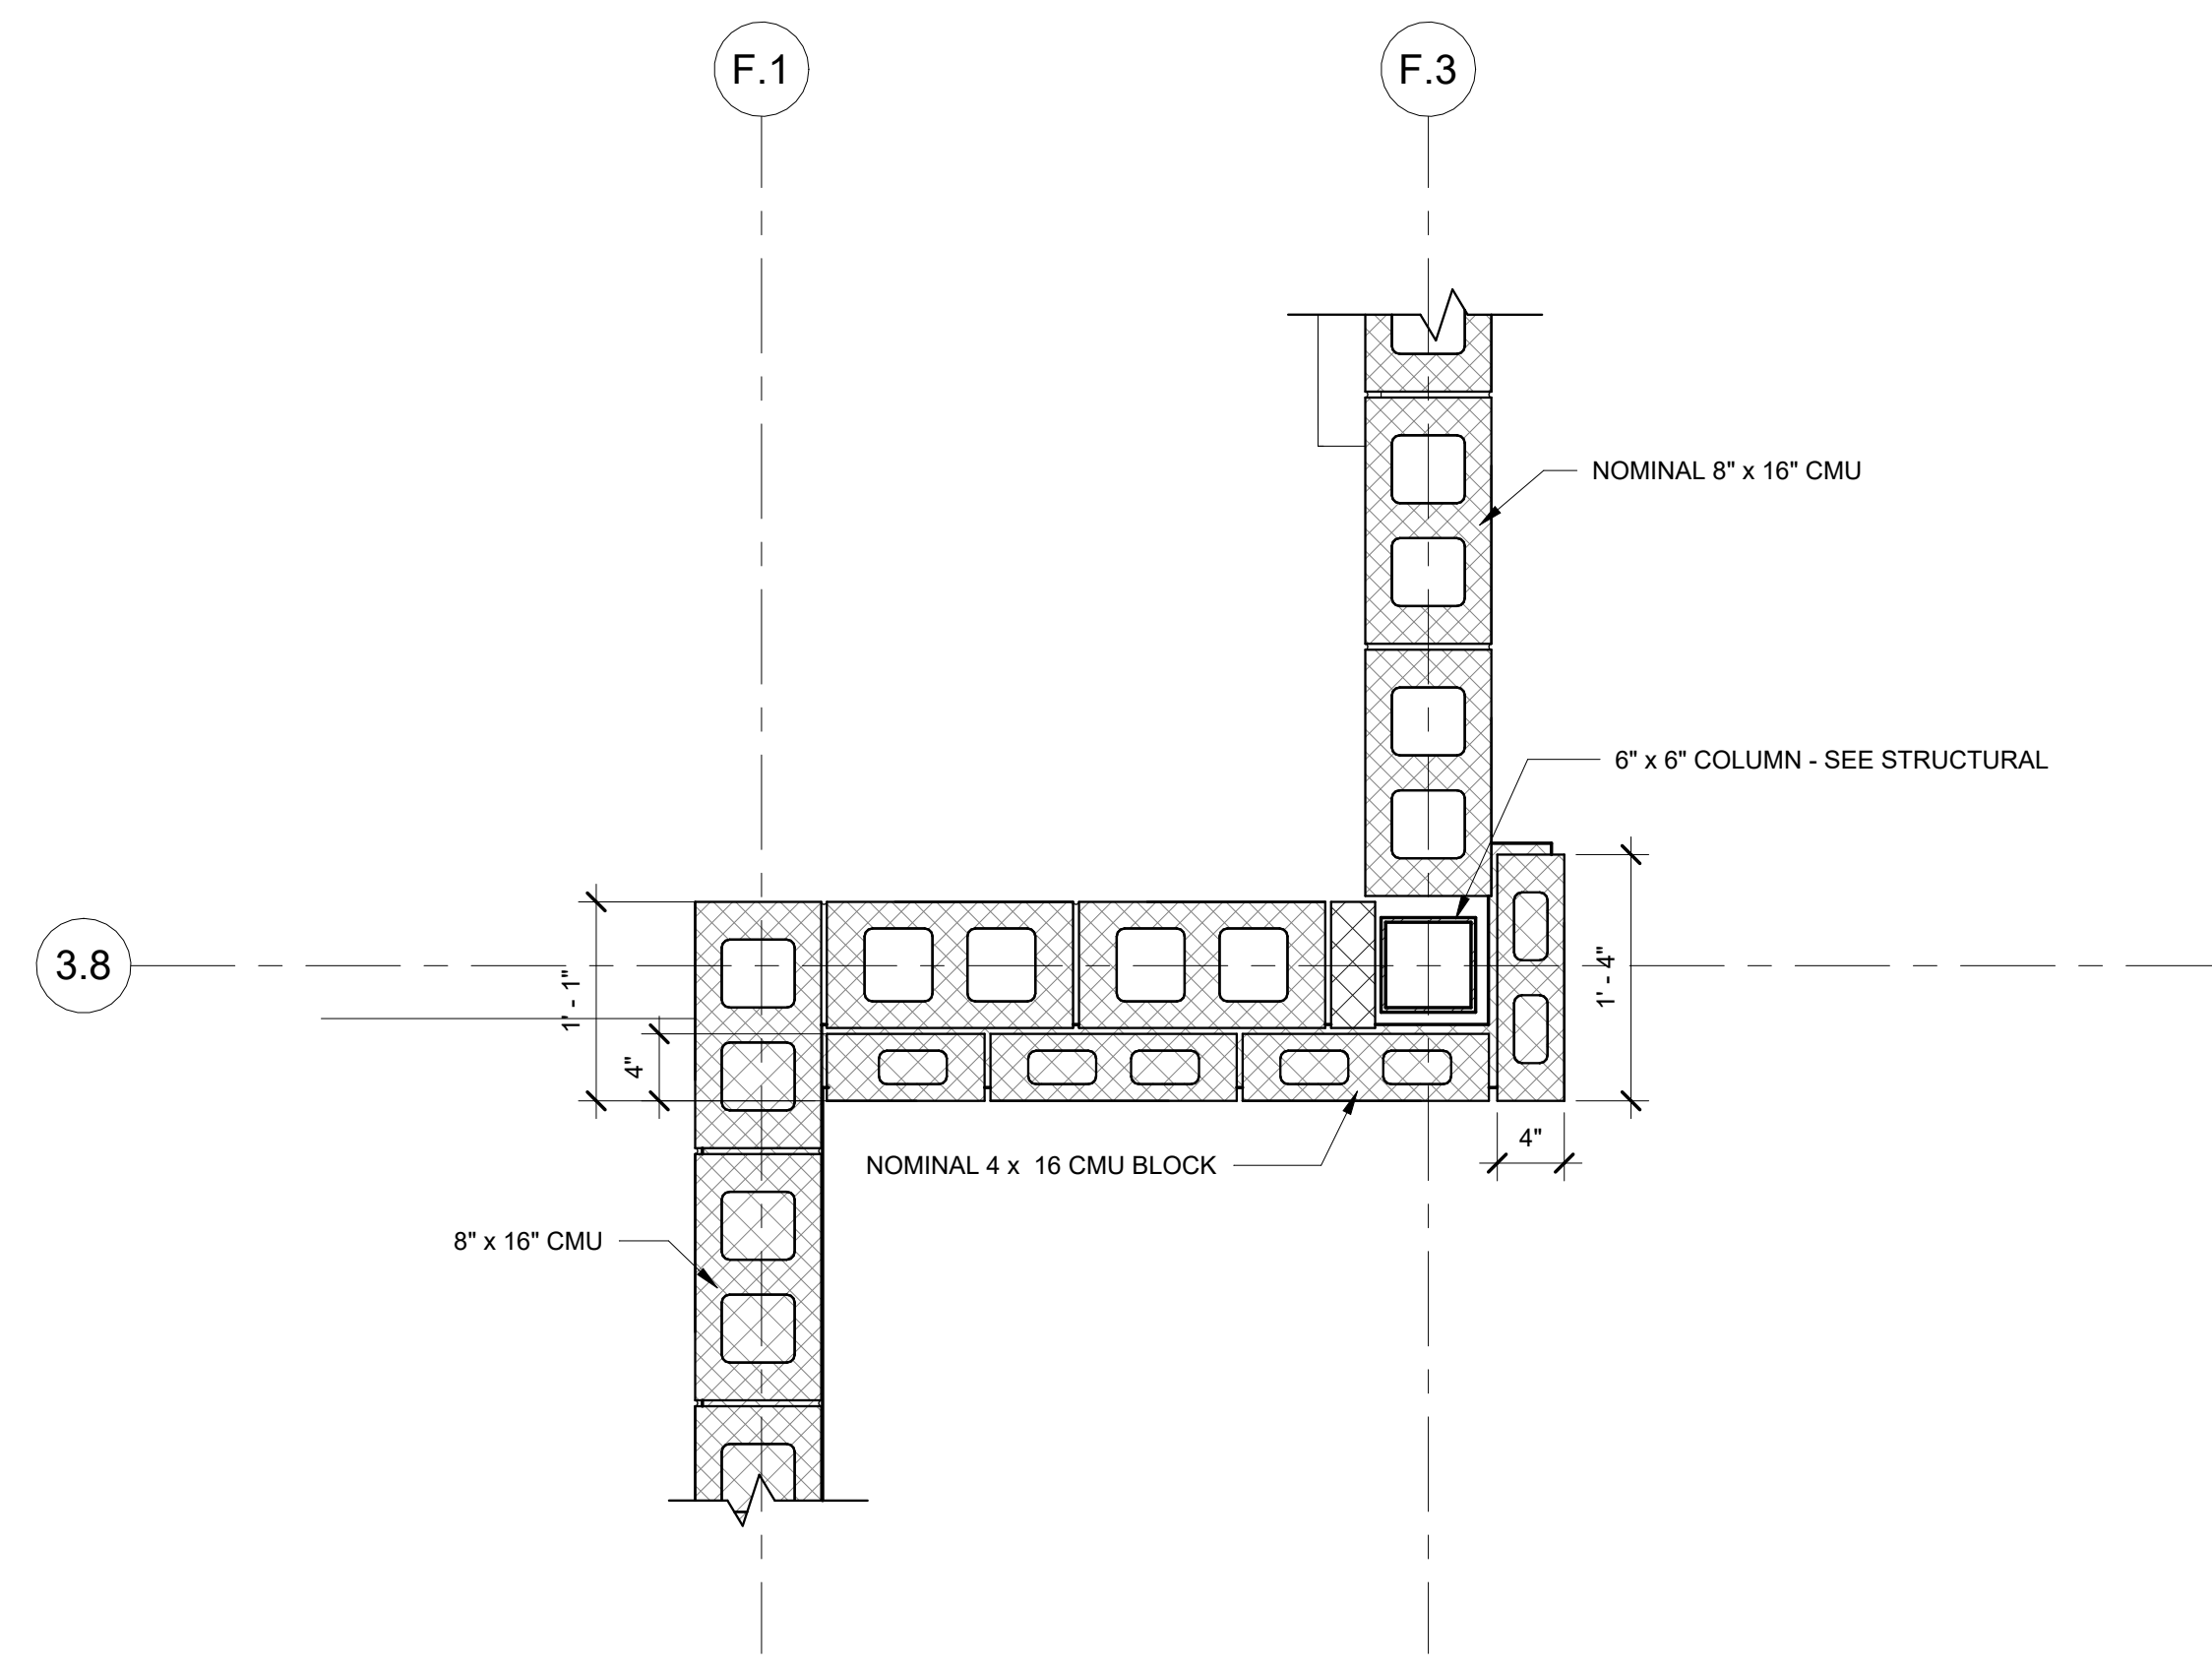 F.1
F.3
NOMINAL 8" x 16" CMU
6" x 6" COLUMN - SEE STRUCTURAL
3.8
1' - 1"
1' - 4"
4"
4"
NOMINAL 4 x 16 CMU BLOCK
8" x 16" CMU